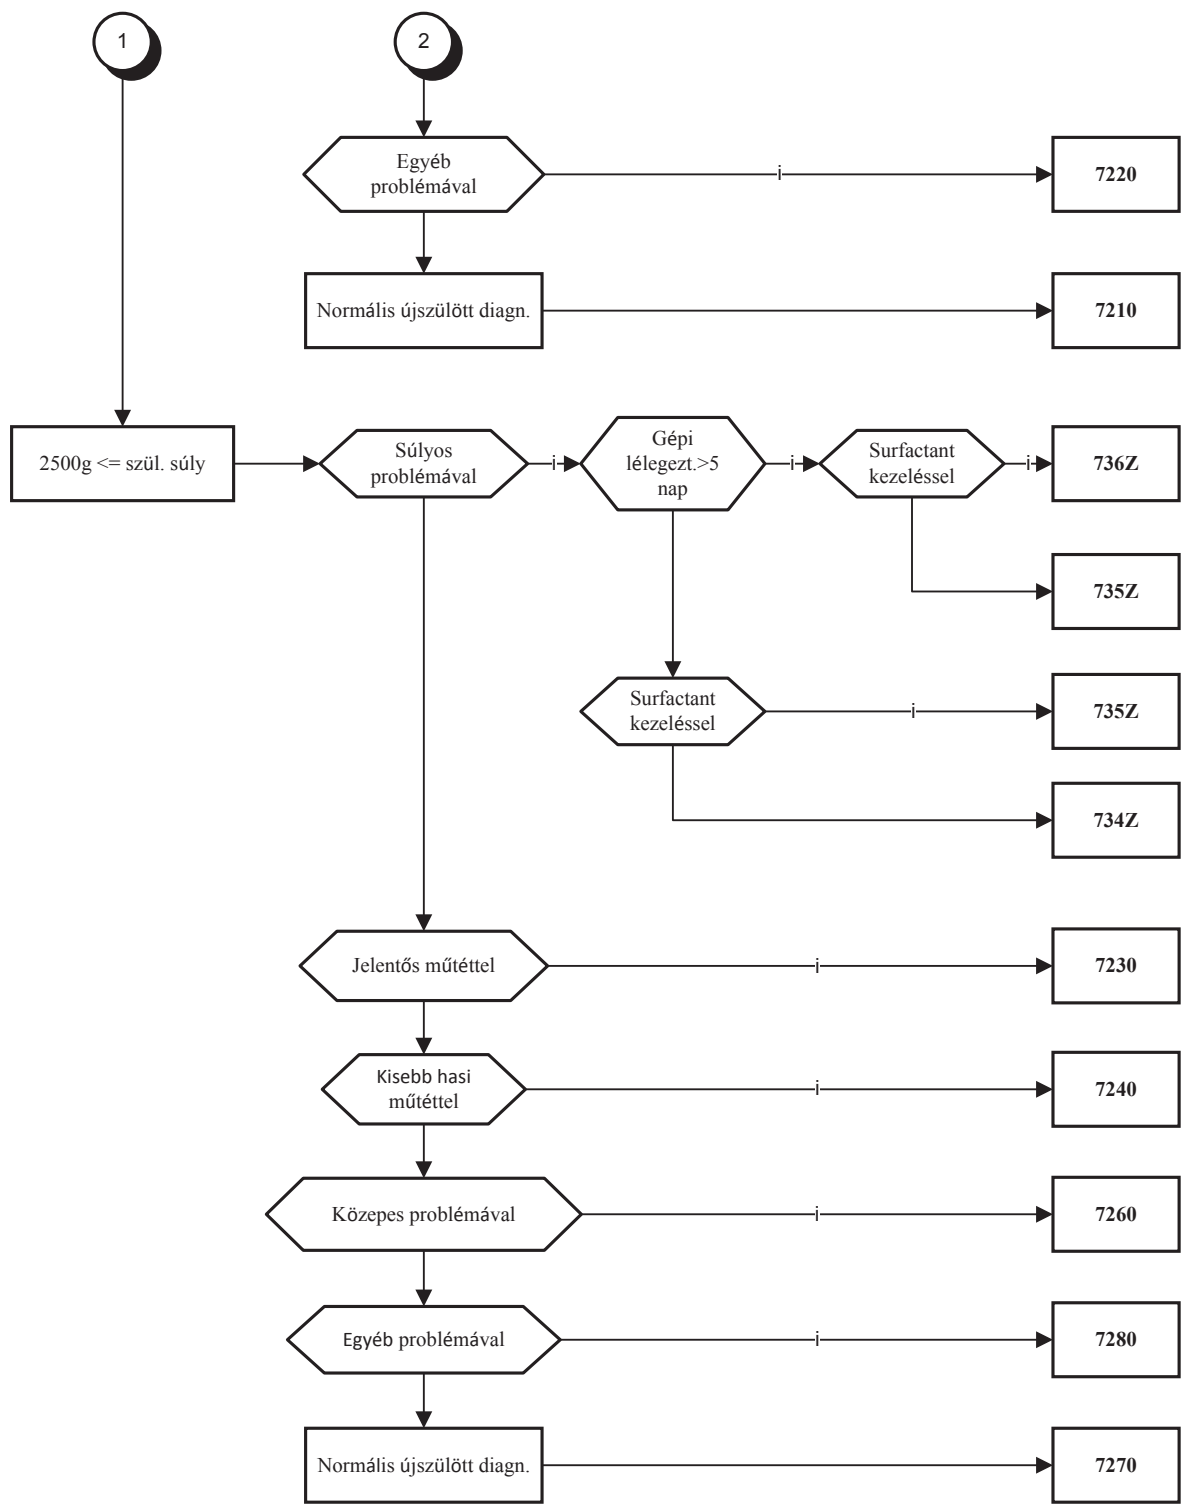 1
2
Egyéb
problémával
i
7220
Normális újszülött diagn.
7210
2500g <= szül. súly
Súlyos
problémával
i
Gépi
lélegezt.>5
nap
i
Surfactant
kezeléssel
i
736Z
735Z
Surfactant
kezeléssel
i
735Z
734Z
Jelentős műtéttel
i
7230
Kisebb hasi
műtéttel
i
7240
Közepes problémával
i
7260
Egyéb problémával
i
7280
Normális újszülött diagn.
7270